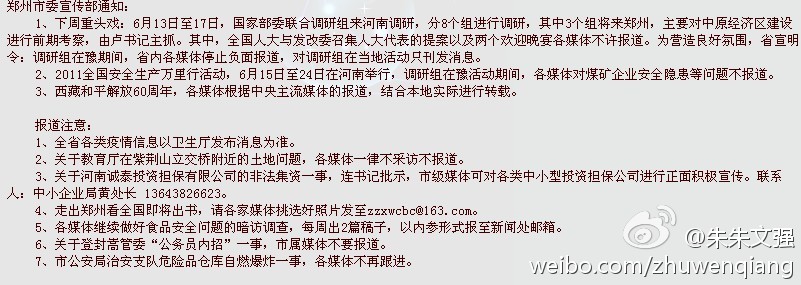 郑州市委宣传部通知:
1、下周重头戏: 6月13日至17日,国家部委联合调研组来河南调研,分8个组进行调研,其中3个组将来郑州,主要对中原经济区建设
进行前期考察,由卢书记主抓。其中,全国人大与发改委召集人大代表的提案以及两个欢迎晚宴各媒体不许报道。为营造良好氛围,省宣明
令: 调研组在豫期间,省内各媒体停止负面报道,对调研组在当地活动只刊发消息。
2、2011全国安全生产万里行活动,6月15日至24日在河南举行,调研组在豫活动期间,各媒体对煤矿企业安全隐患等问题不报道。
3、西藏和平解放60周年,各媒体根据中央主流媒体的报道,结合本地实际进行转载。
报道注意:
1、全省各类疫情信息以卫生厅发布消息为准。
2、关于教育厅在紫荆山立交桥附近的土地问题,各媒体一律不采访不报道。
3、关于河南诚泰投资担保有限公司的非法集资一事,连书记批示,市级媒体可对各类中小型投资担保公司进行正面积极宣传。联系
人: 中小企业局黄处长 13643826623。
4、走出郑州看全国即将出书,请各家媒体挑选好照片发至zzxwcbc@163.com。
5、各媒体继续做好食品安全问题的暗访调查,每周出2篇稿子,以内参形式报至新闻处邮箱。
6、关于登封嵩管委“公务员内招”一事,市属媒体不要报道。
7、市公安局治安支队危险品仓库自燃爆炸一事,各媒体不再跟进。
@朱朱文强
weibo.com/zhuwenqiang